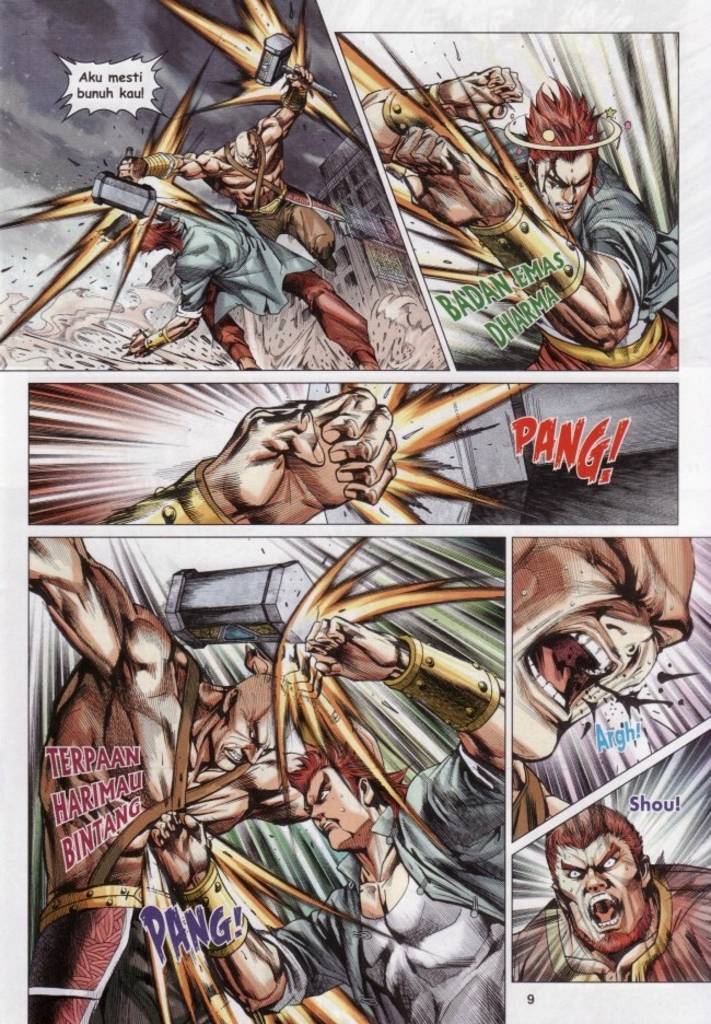 Aku mesti
bunuh kau!
BADAN EMAS
DHARMA
PANG!
TERPAAN
HARIMAU
BINTANG
PANG!
Argh!
Shou!
9